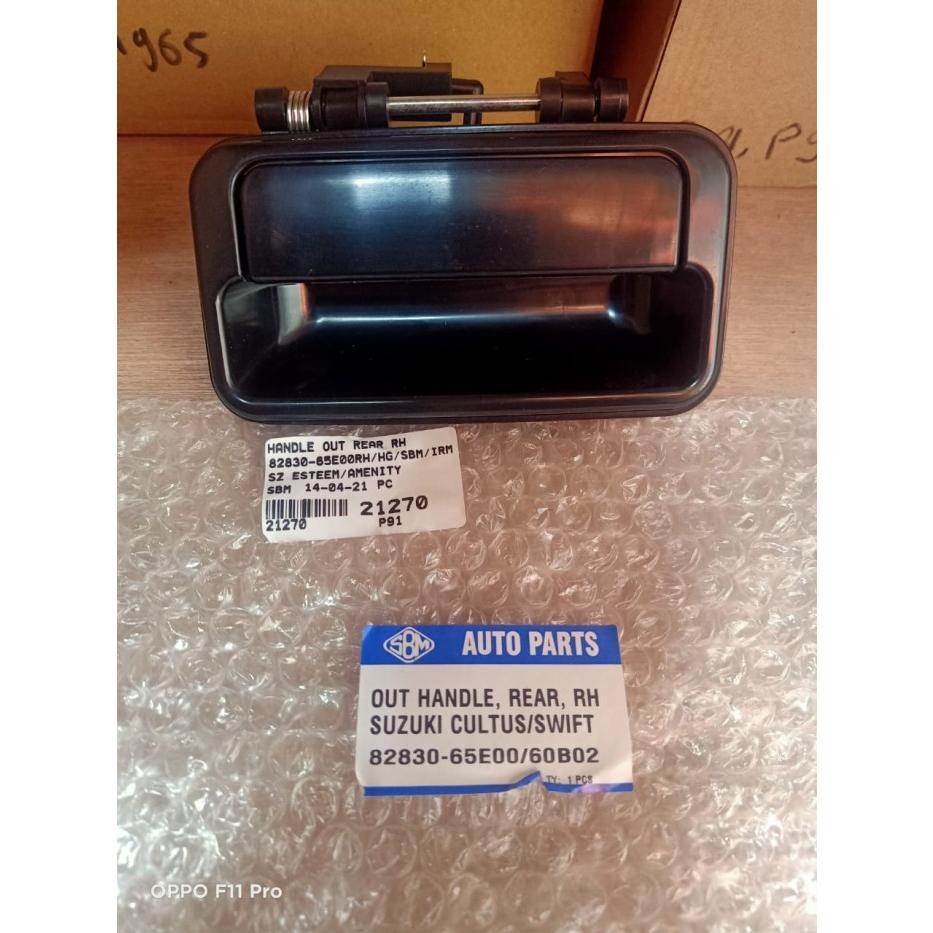 965
HANDLE OUT REAR RH
82830-65E00RH/HG/SBM/IRM
SZ ESTEEM/AMENITY
SBM 14-04-21 PC
21270
21270
P91
SBM AUTO PARTS
OUT HANDLE, REAR, RH
SUZUKI CULTUS/SWIFT
82830-65E00/60B02
TY: 1 PCS
OPPO F11 Pro